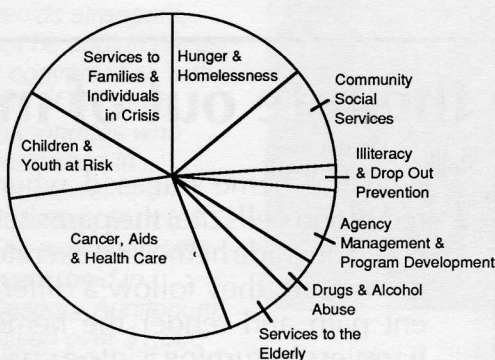 Services to
Families &
Individuals
in Crisis
Hunger &
Homelessness
Community
Social
Services
Illiteracy
& Drop Out
Prevention
Agency
Management &
Program Development
Drugs & Alcohol
Abuse
Services to the
Elderly
Cancer, Aids
& Health Care
Children &
Youth at Risk